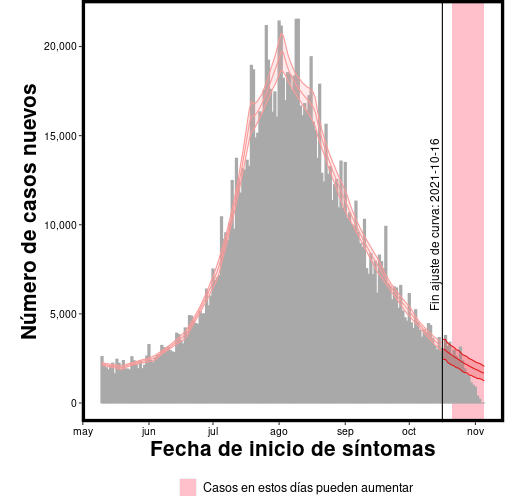 Número de casos nuevos
20,000
15,000
10,000
5,000
0
Fin ajuste de curva: 2021-10-16
may jun jul ago sep oct nov
Fecha de inicio de síntomas
Casos en estos días pueden aumentar